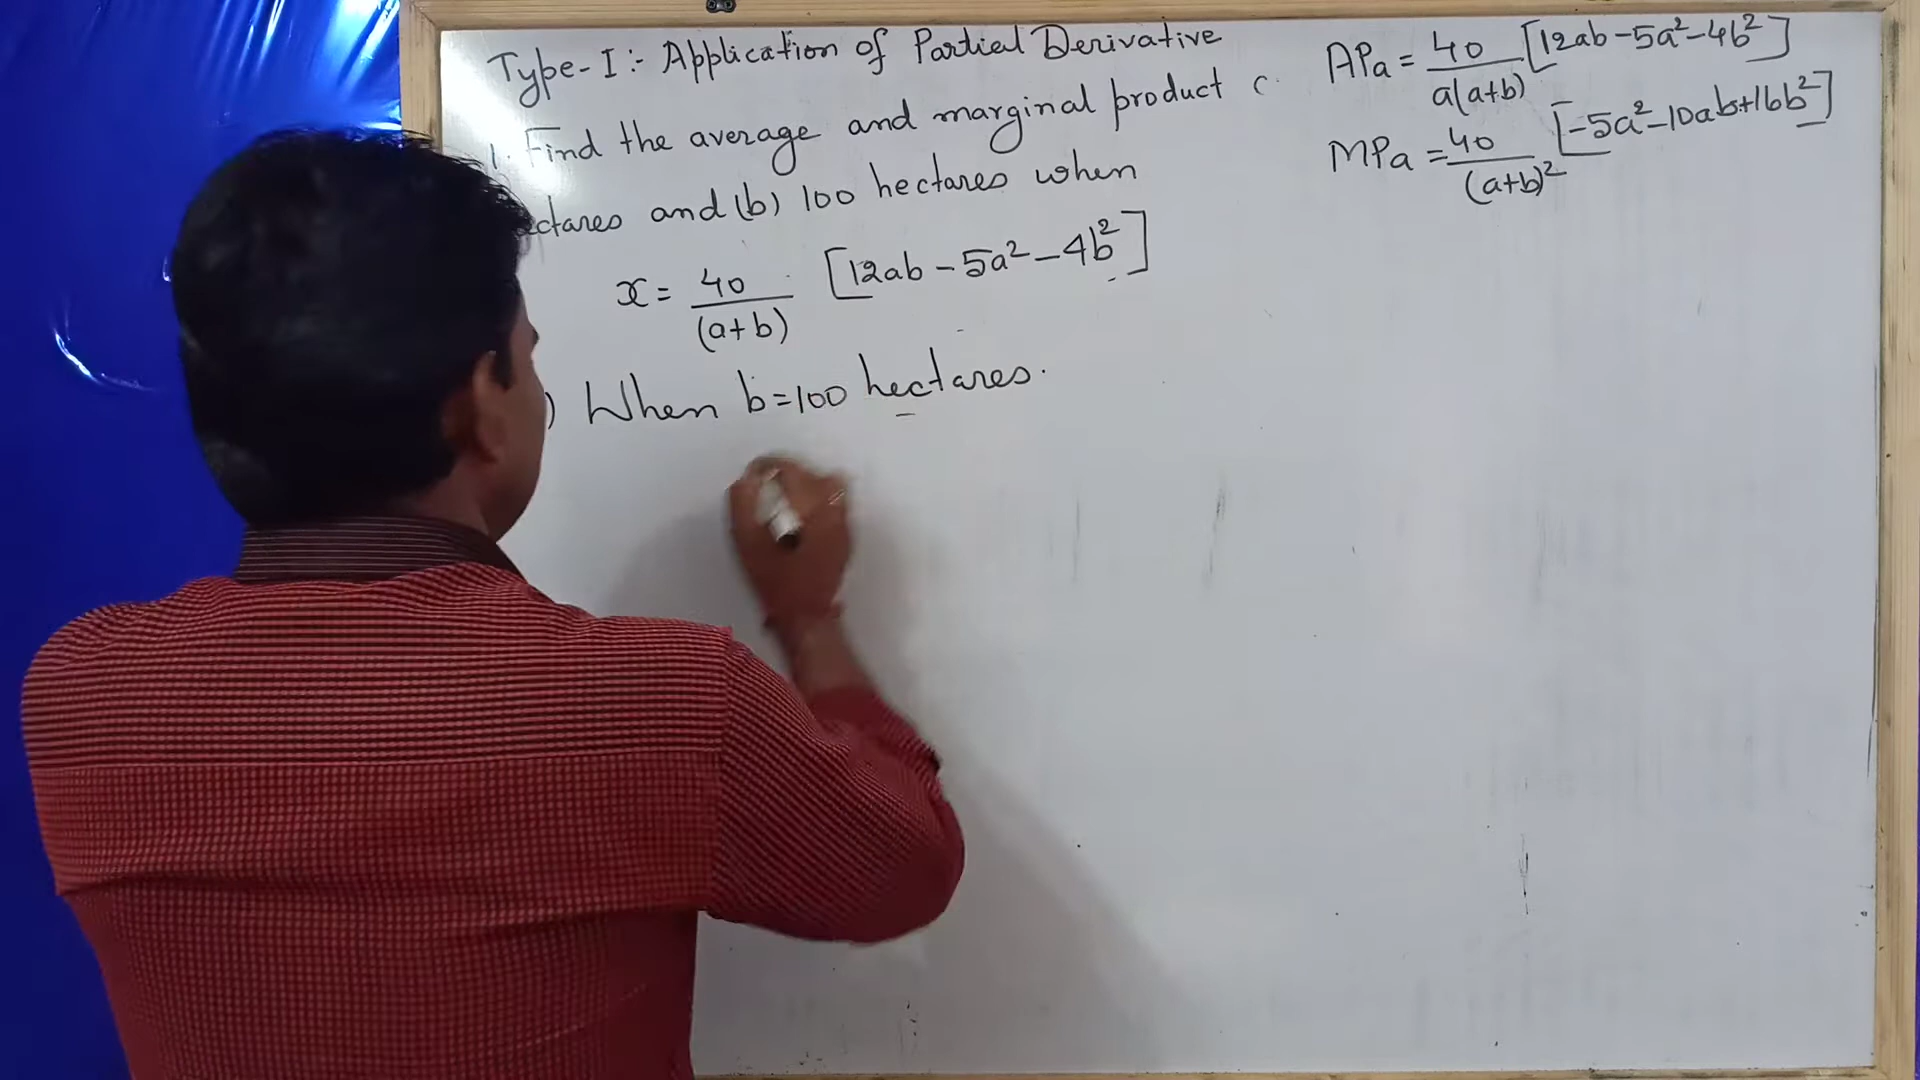 Type-I:- Application of Partial Derivative
1. Find the average and marginal product
ectares and (b) 100 hectares when
x = 40/(a+b) [12ab - 5a² - 4b²]
) When b=100 hectares.
APa = 40/a(a+b) [12ab - 5a² - 4b²]
MPa = 40/(a+b)² [-5a² - 10ab + 16b²]